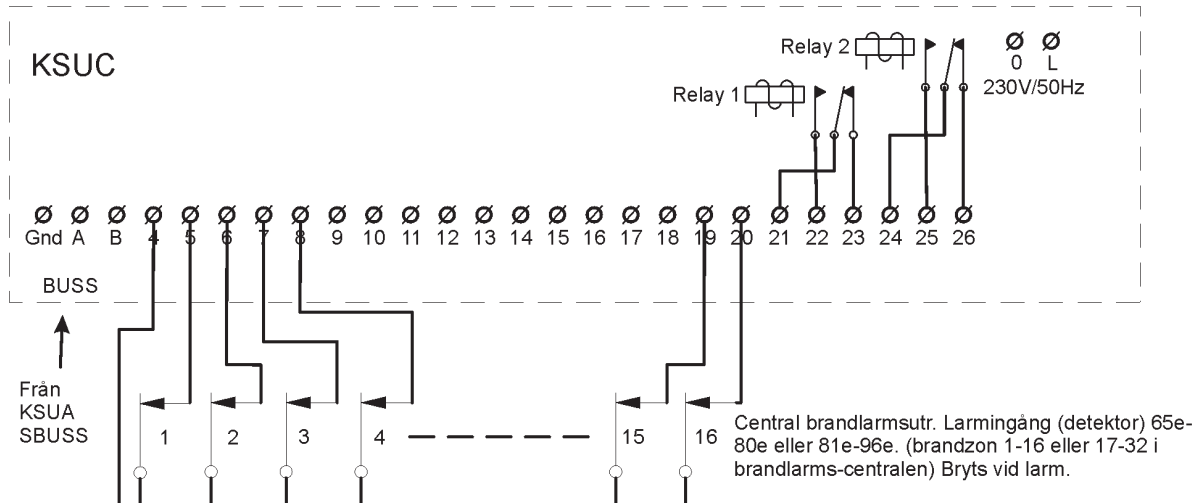 KSUC
Relay 2
0 L
230V/50Hz
Relay 1
Gnd A B 4 5 6 7 8 9 10 11 12 13 14 15 16 17 18 19 20 21 22 23 24 25 26
BUSS
Från
KSUA
SBUSS
1 2 3 4 15 16
Central brandlarmsutr. Larmingång (detektor) 65e-
80e eller 81e-96e. (brandzon 1-16 eller 17-32 i
brandlarms-centralen) Bryts vid larm.